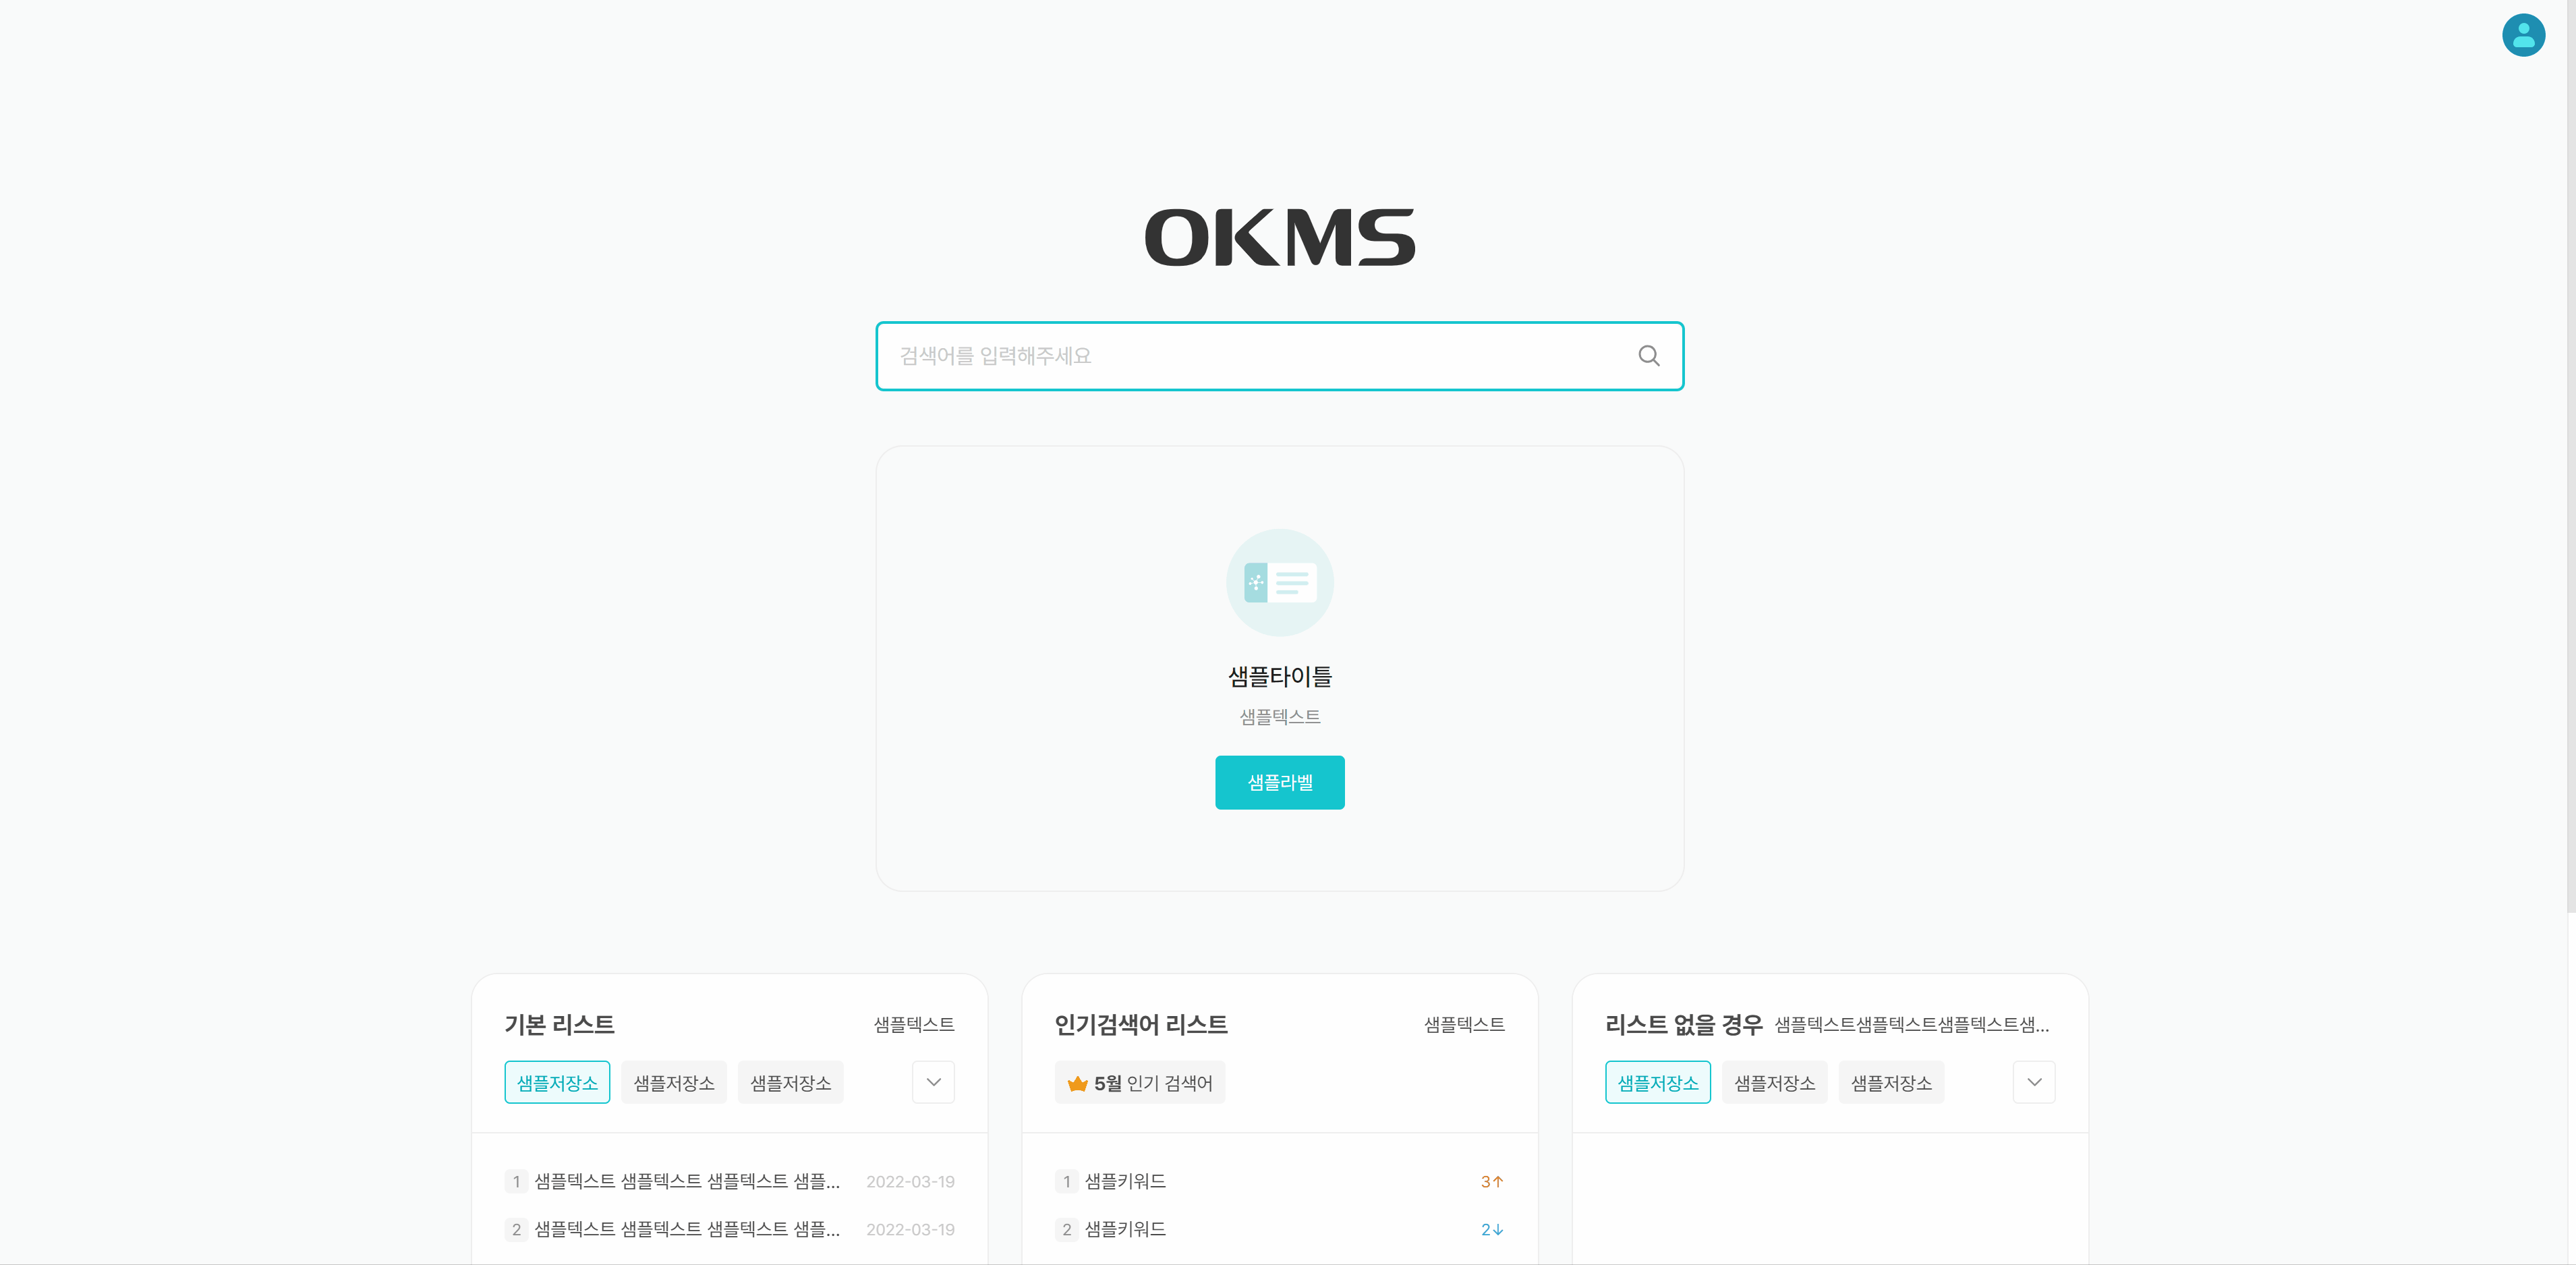 OKMS
검색어를 입력해주세요
샘플타이틀
샘플텍스트
샘플라벨
기본 리스트 샘플텍스트
샘플저장소 샘플저장소 샘플저장소
1 샘플텍스트 샘플텍스트 샘플텍스트 샘플... 2022-03-19
2 샘플텍스트 샘플텍스트 샘플텍스트 샘플... 2022-03-19
인기검색어 리스트 샘플텍스트
5월 인기 검색어
1 샘플키워드 3↑
2 샘플키워드 2↓
리스트 없을 경우 샘플텍스트샘플텍스트샘플텍스트샘...
샘플저장소 샘플저장소 샘플저장소